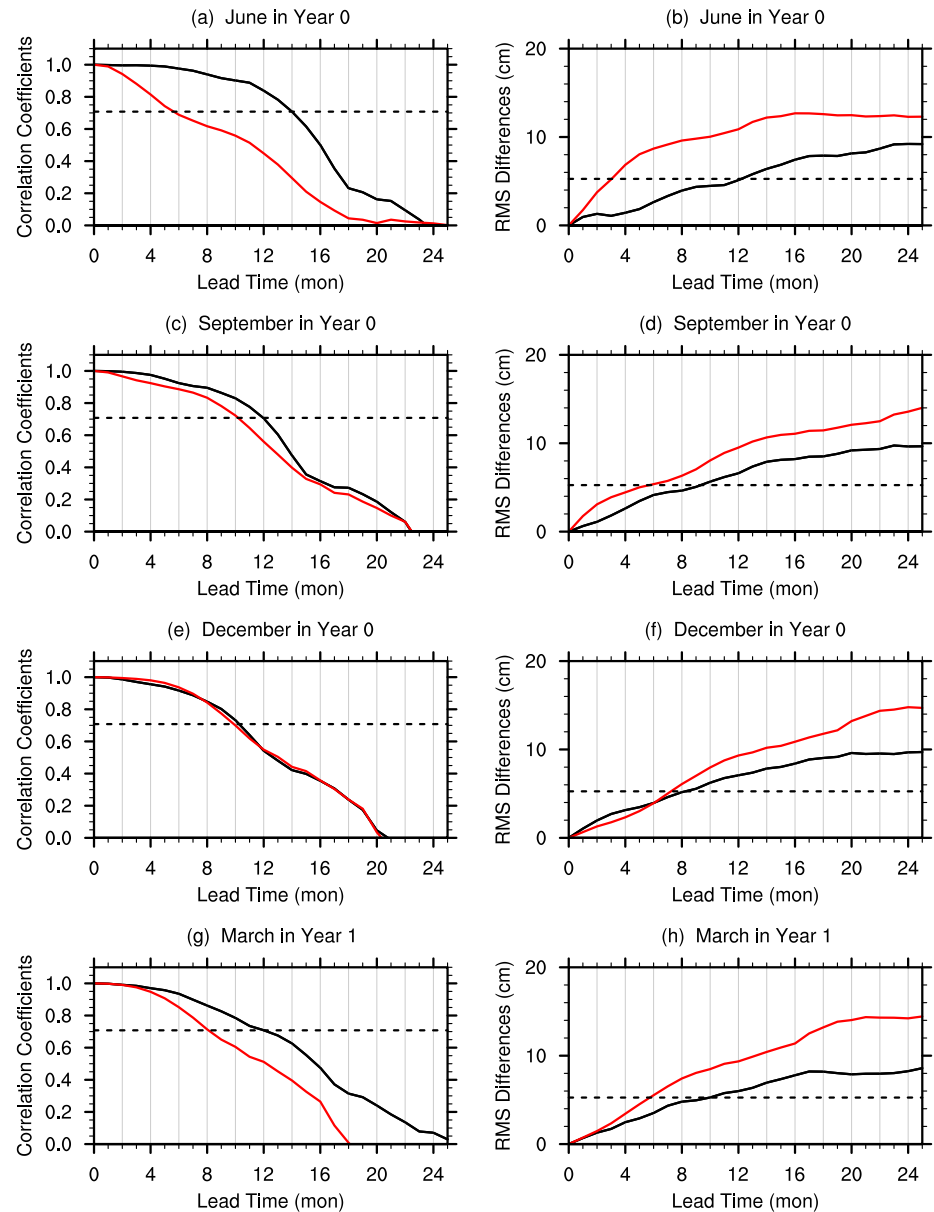 (a) June in Year 0
Correlation Coefficients
1.0
0.8
0.6
0.4
0.2
0.0
0 4 8 12 16 20 24
Lead Time (mon)
(b) June in Year 0
RMS Differences (cm)
20
10
0
0 4 8 12 16 20 24
Lead Time (mon)
(c) September in Year 0
Correlation Coefficients
1.0
0.8
0.6
0.4
0.2
0.0
0 4 8 12 16 20 24
Lead Time (mon)
(d) September in Year 0
RMS Differences (cm)
20
10
0
0 4 8 12 16 20 24
Lead Time (mon)
(e) December in Year 0
Correlation Coefficients
1.0
0.8
0.6
0.4
0.2
0.0
0 4 8 12 16 20 24
Lead Time (mon)
(f) December in Year 0
RMS Differences (cm)
20
10
0
0 4 8 12 16 20 24
Lead Time (mon)
(g) March in Year 1
Correlation Coefficients
1.0
0.8
0.6
0.4
0.2
0.0
0 4 8 12 16 20 24
Lead Time (mon)
(h) March in Year 1
RMS Differences (cm)
20
10
0
0 4 8 12 16 20 24
Lead Time (mon)